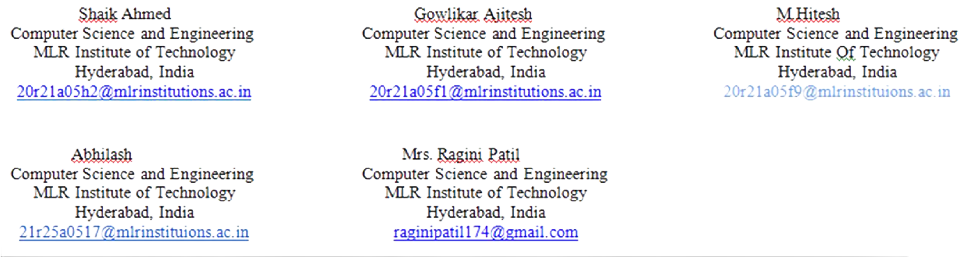 Shaik Ahmed
Computer Science and Engineering
MLR Institute of Technology
Hyderabad, India
20r21a05h2@mlrinstituions.ac.in
Gowlikar Ajitesh
Computer Science and Engineering
MLR Institute of Technology
Hyderabad, India
20r21a05f1@mlrinstitutions.ac.in
M.Hitesh
Computer Science and Engineering
MLR Institute Of Technology
Hyderabad, India
20r21a05f9@mlrinstituions.ac.in
Abhilash
Computer Science and Engineering
MLR Institute of Technology
Hyderabad, India
21r25a0517@mlrinstituions.ac.in
Mrs. Ragini Patil
Computer Science and Engineering
MLR Institute of Technology
Hyderabad, India
raginipatil174@gmail.com